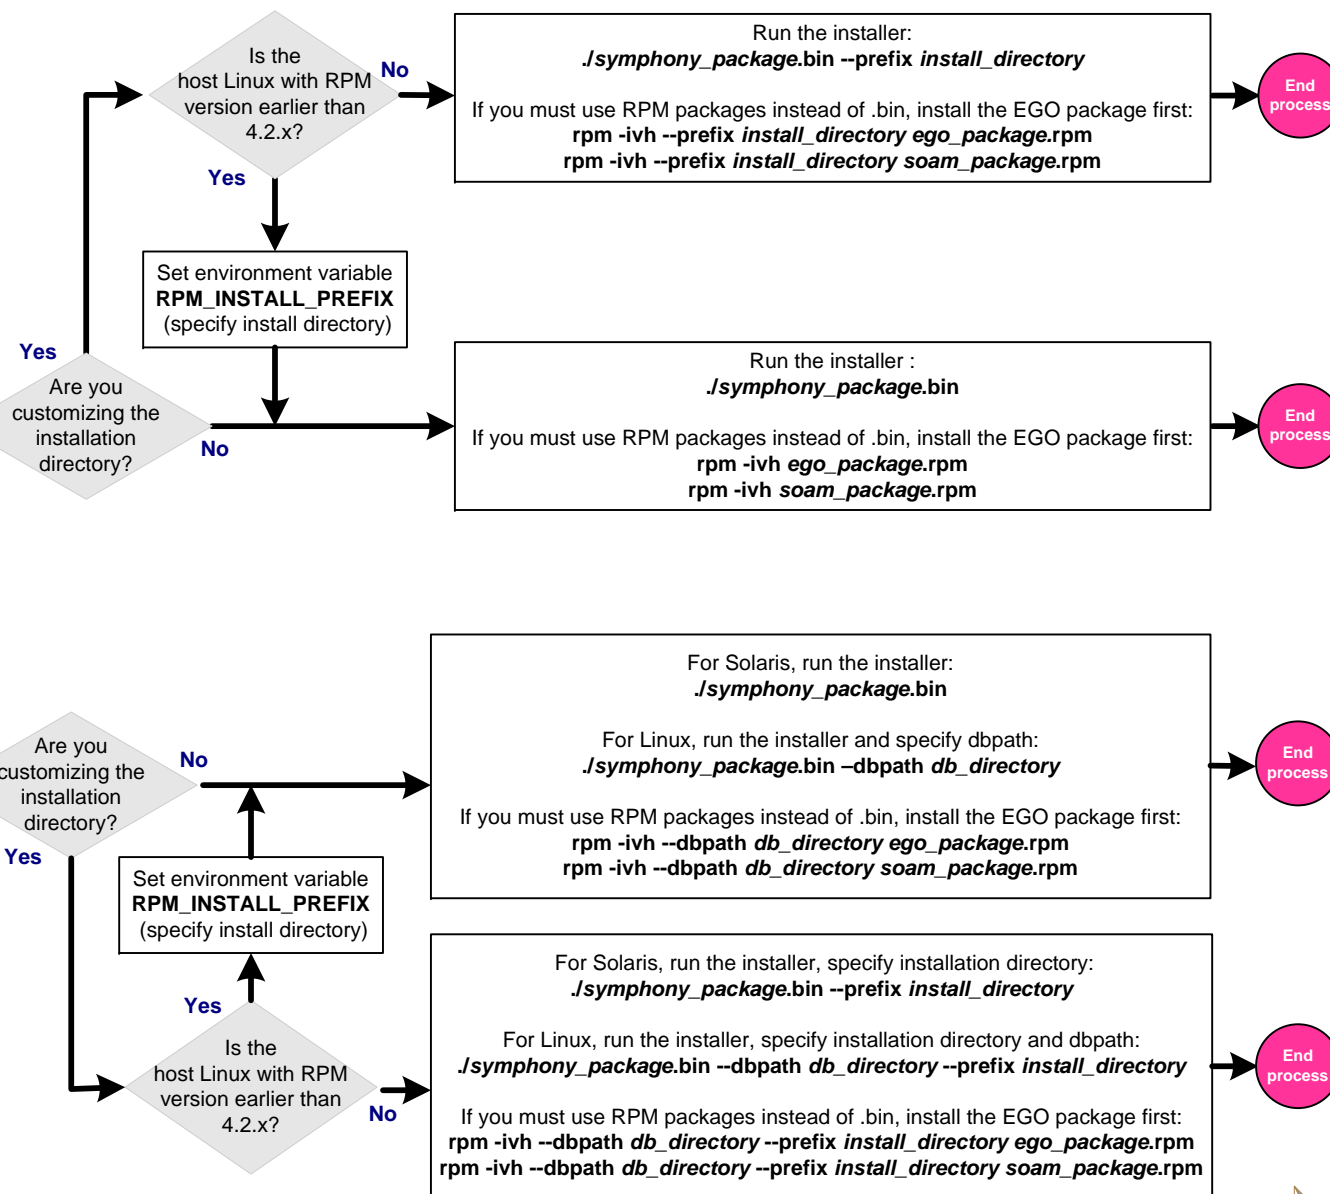 Is the
host Linux with RPM
version earlier than
4.2.x?
No
Yes
Run the installer:
./symphony_package.bin --prefix install_directory
If you must use RPM packages instead of .bin, install the EGO package first:
rpm -ivh --prefix install_directory ego_package.rpm
rpm -ivh --prefix install_directory soam_package.rpm
End
process
Set environment variable
RPM_INSTALL_PREFIX
(specify install directory)
Yes
Are you
customizing the
installation
directory?
No
Run the installer :
./symphony_package.bin
If you must use RPM packages instead of .bin, install the EGO package first:
rpm -ivh ego_package.rpm
rpm -ivh soam_package.rpm
End
process
Are you
customizing the
installation
directory?
No
Yes
For Solaris, run the installer:
./symphony_package.bin
For Linux, run the installer and specify dbpath:
./symphony_package.bin –dbpath db_directory
If you must use RPM packages instead of .bin, install the EGO package first:
rpm -ivh --dbpath db_directory ego_package.rpm
rpm -ivh --dbpath db_directory soam_package.rpm
End
process
Set environment variable
RPM_INSTALL_PREFIX
(specify install directory)
Yes
Is the
host Linux with RPM
version earlier than
4.2.x?
No
For Solaris, run the installer, specify installation directory:
./symphony_package.bin --prefix install_directory
For Linux, run the installer, specify installation directory and dbpath:
./symphony_package.bin --dbpath db_directory --prefix install_directory
If you must use RPM packages instead of .bin, install the EGO package first:
rpm -ivh --dbpath db_directory --prefix install_directory ego_package.rpm
rpm -ivh --dbpath db_directory --prefix install_directory soam_package.rpm
End
process